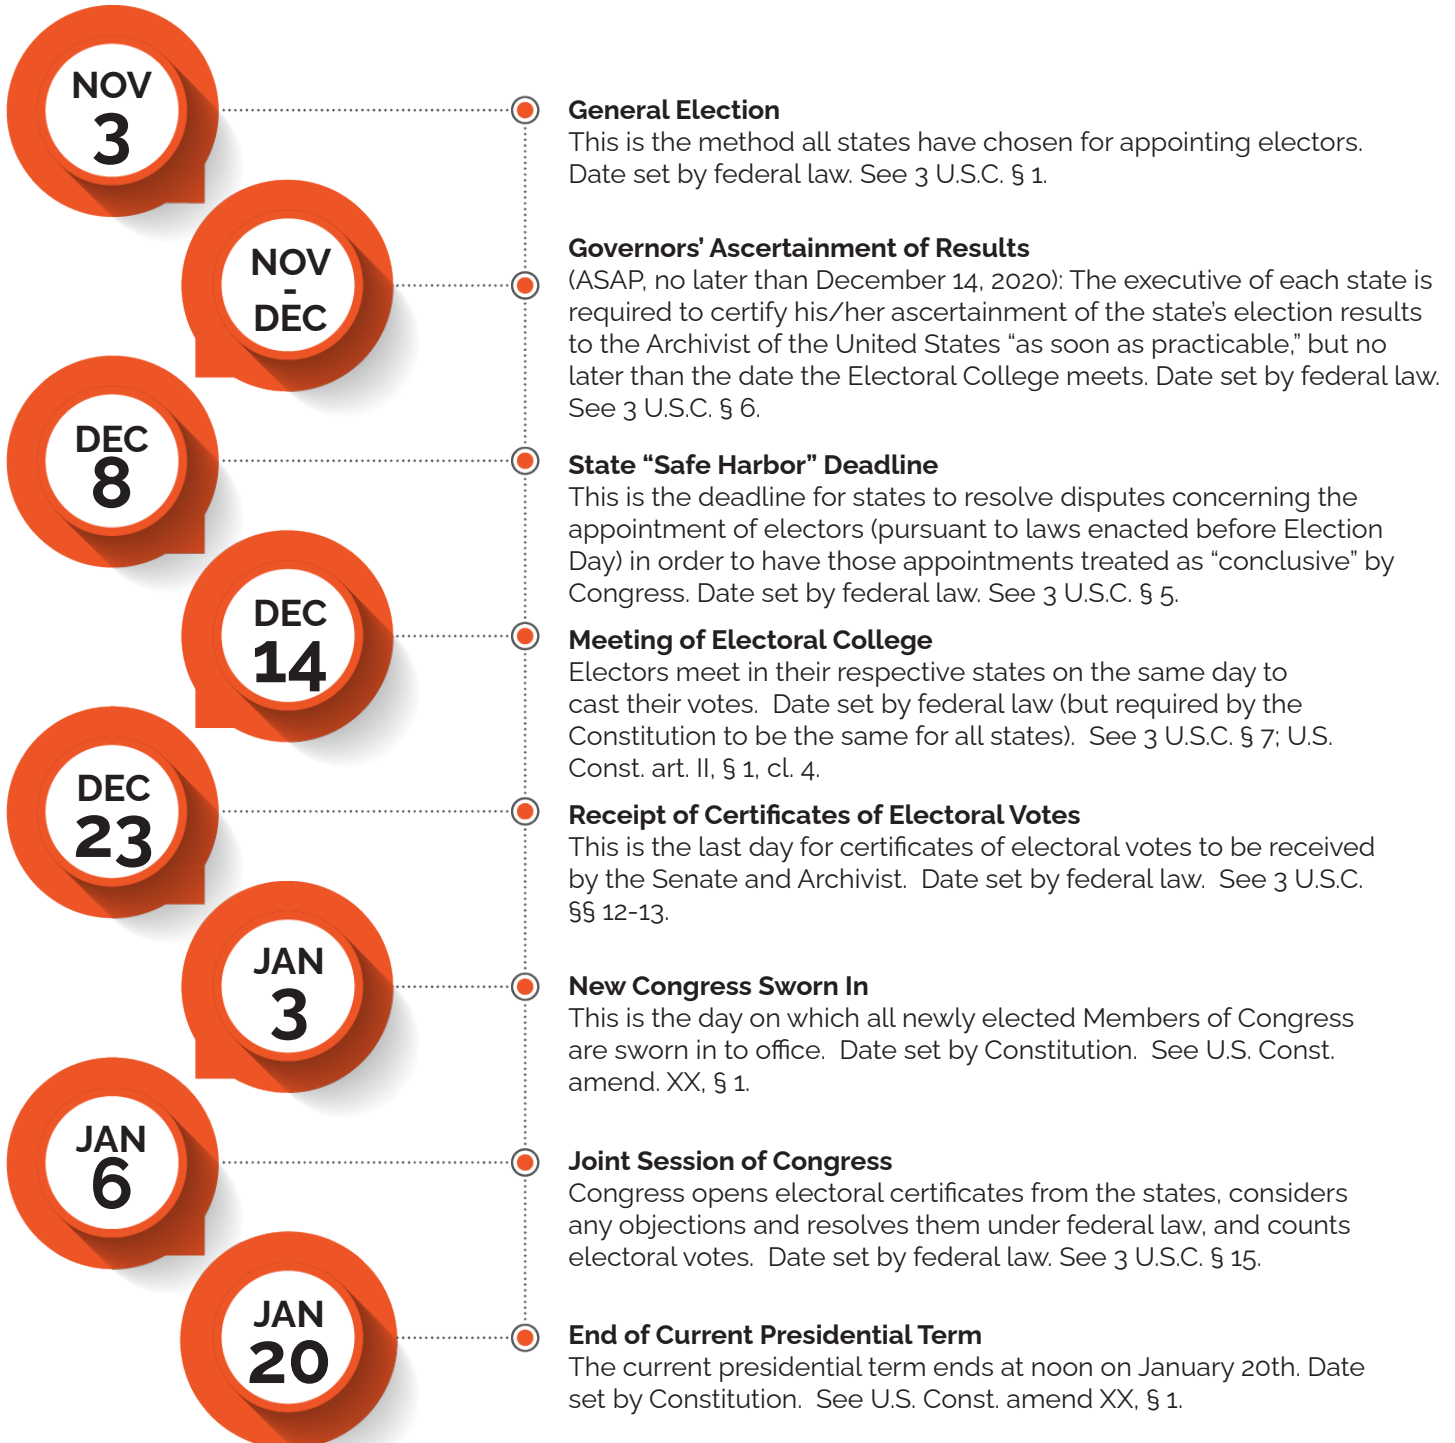 NOV
3
General Election
This is the method all states have chosen for appointing electors.
Date set by federal law. See 3 U.S.C. § 1.
NOV
-
DEC
Governors’ Ascertainment of Results
(ASAP, no later than December 14, 2020): The executive of each state is
required to certify his/her ascertainment of the state’s election results
to the Archivist of the United States “as soon as practicable,” but no
later than the date the Electoral College meets. Date set by federal law.
See 3 U.S.C. § 6.
DEC
8
State “Safe Harbor” Deadline
This is the deadline for states to resolve disputes concerning the
appointment of electors (pursuant to laws enacted before Election
Day) in order to have those appointments treated as “conclusive” by
Congress. Date set by federal law. See 3 U.S.C. § 5.
DEC
14
Meeting of Electoral College
Electors meet in their respective states on the same day to
cast their votes.  Date set by federal law (but required by the
Constitution to be the same for all states).  See 3 U.S.C. § 7; U.S.
Const. art. II, § 1, cl. 4.
DEC
23
Receipt of Certificates of Electoral Votes
This is the last day for certificates of electoral votes to be received
by the Senate and Archivist.  Date set by federal law.  See 3 U.S.C.
§§ 12-13.
JAN
3
New Congress Sworn In
This is the day on which all newly elected Members of Congress
are sworn in to office.  Date set by Constitution.  See U.S. Const.
amend. XX, § 1.
JAN
6
Joint Session of Congress
Congress opens electoral certificates from the states, considers
any objections and resolves them under federal law, and counts
electoral votes.  Date set by federal law. See 3 U.S.C. § 15.
JAN
20
End of Current Presidential Term
The current presidential term ends at noon on January 20th. Date
set by Constitution.  See U.S. Const. amend XX, § 1.